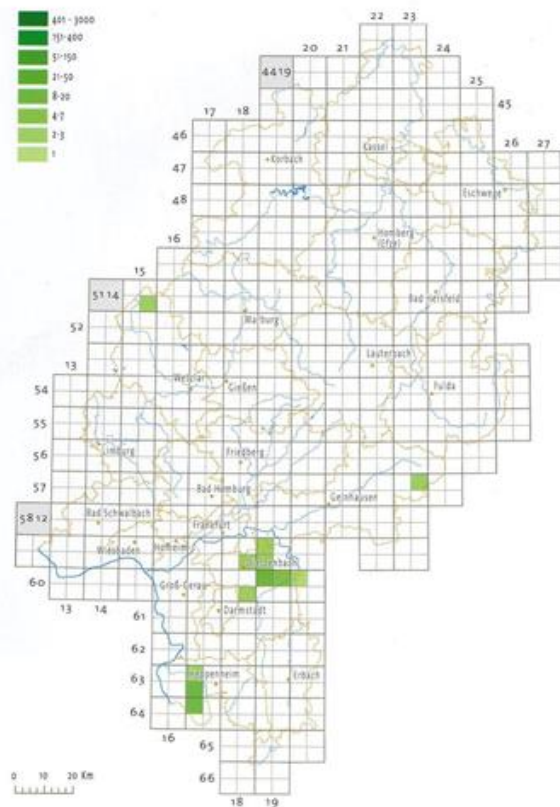 401 - 3000
151-400
51-150
21-50
8-20
4-7
2-3
1
22 23
20 21 24
4419
25
17 18 45
46
Korbach
Cassel
47
26 27
Eschwege
48
Homberg
(Efze)
16
15
5114
Bad Hersfeld
Marburg
52
Lauterbach
13
Wetzlar
Gießen
Fulda
54
55
Limburg
Friedberg
56
57
Bad Homburg
Gelnhausen
5812
Bad Schwalbach
Frankfurt
Wiesbaden
Hofheim
60
Groß-Gerau
13 14
Darmstadt
61
62
63
Heppenheim
Erbach
64
16
65
66
0 10 20 Km
18 19